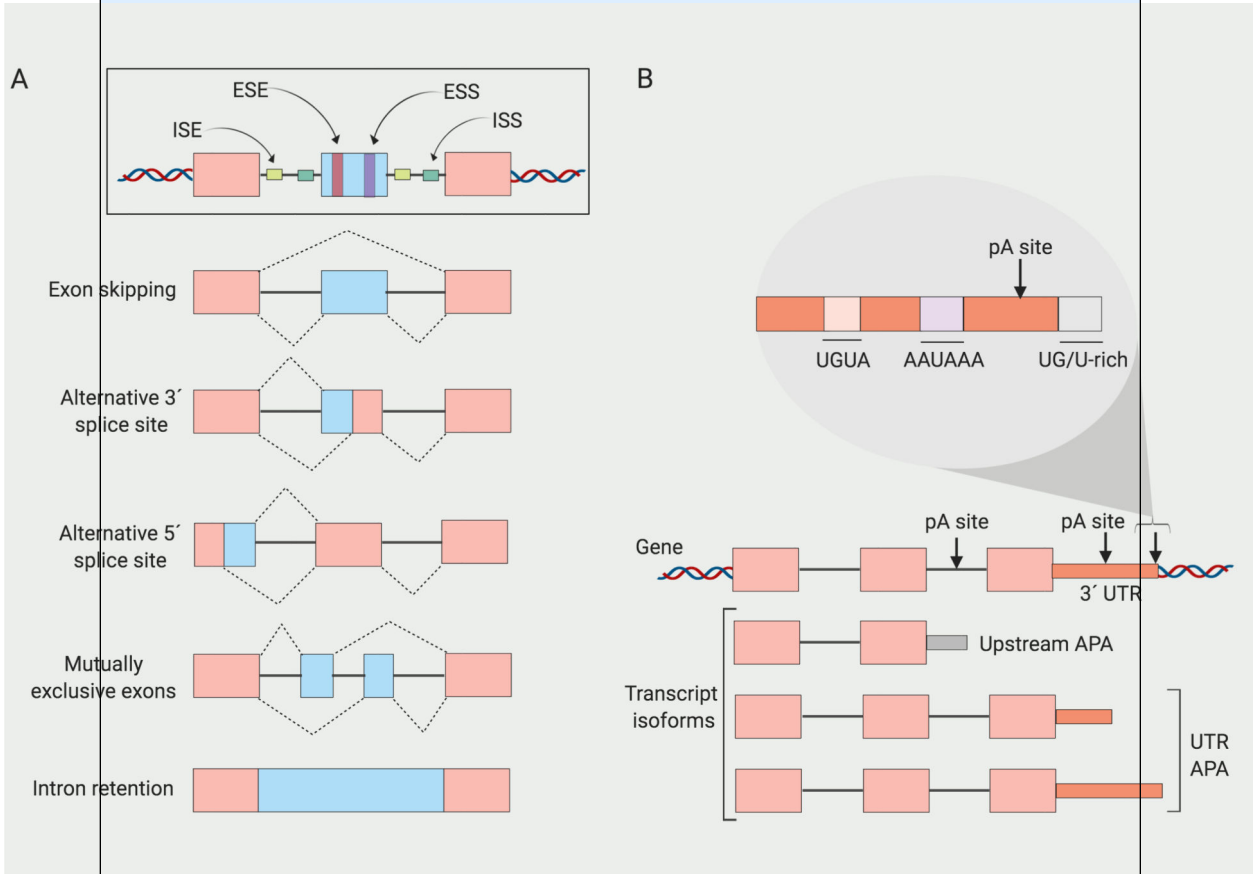 A
ESE
ESS
ISE
ISS
Exon skipping
Alternative 3´
splice site
Alternative 5´
splice site
Mutually
exclusive exons
Intron retention
B
pA site
UGUA
AAUAAA
UG/U-rich
pA site
pA site
Gene
3´ UTR
Upstream APA
Transcript
isoforms
UTR
APA